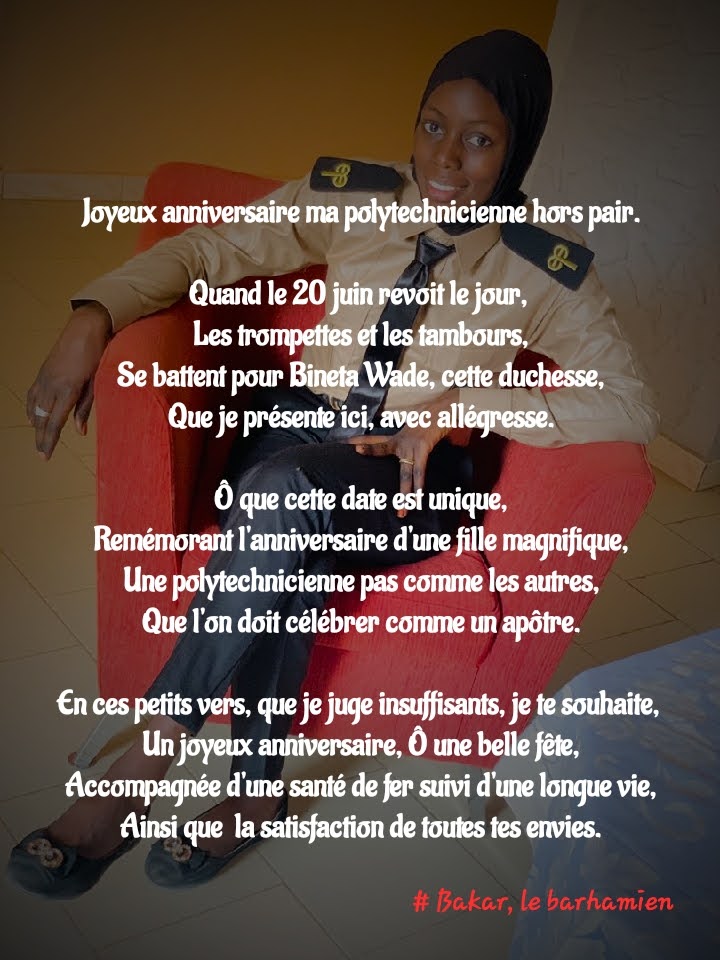 Joyeux anniversaire ma polytechnicienne hors pair.
Quand le 20 juin revoit le jour,
Les trompettes et les tambours,
Se battent pour Bineta Wade, cette duchesse,
Que je présente ici, avec allégresse.
Ô que cette date est unique,
Remémorant l'anniversaire d'une fille magnifique,
Une polytechnicienne pas comme les autres,
Que l'on doit célébrer comme un apôtre.
En ces petits vers, que je juge insuffisants, je te souhaite,
Un joyeux anniversaire, Ô une belle fête,
Accompagnée d'une santé de fer suivi d'une longue vie,
Ainsi que la satisfaction de toutes tes envies.
# Bakar, le barhamien